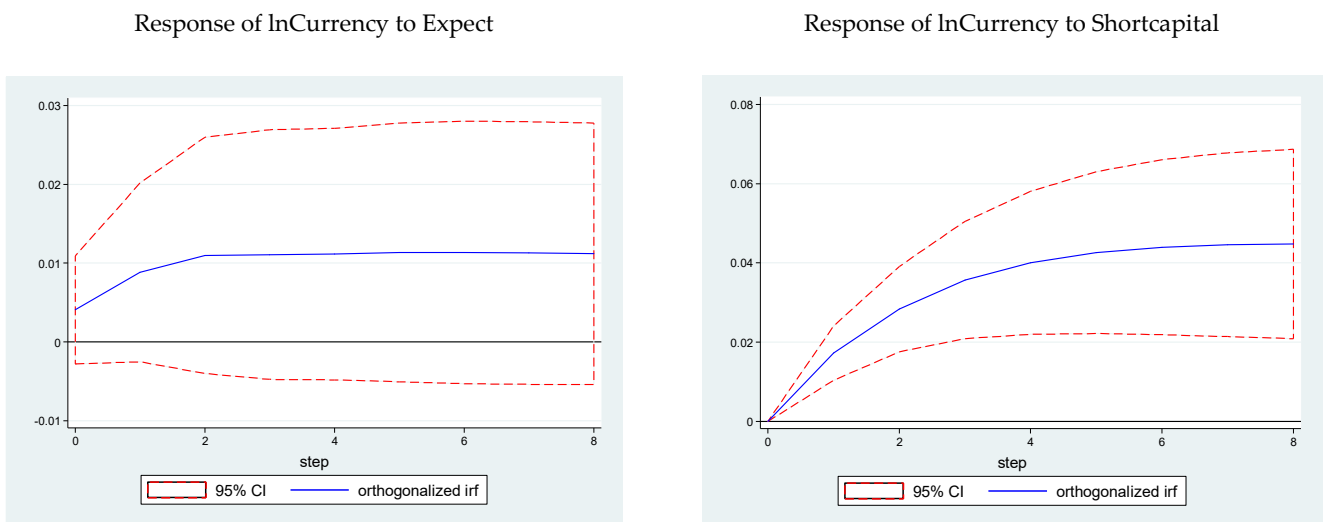 Response of lnCurrency to Expect
0.03
0.02
0.01
0
-0.01
0
2
4
6
8
step
95% CI
orthogonalized irf
Response of lnCurrency to Shortcapital
0.08
0.06
0.04
0.02
0
0
2
4
6
8
step
95% CI
orthogonalized irf